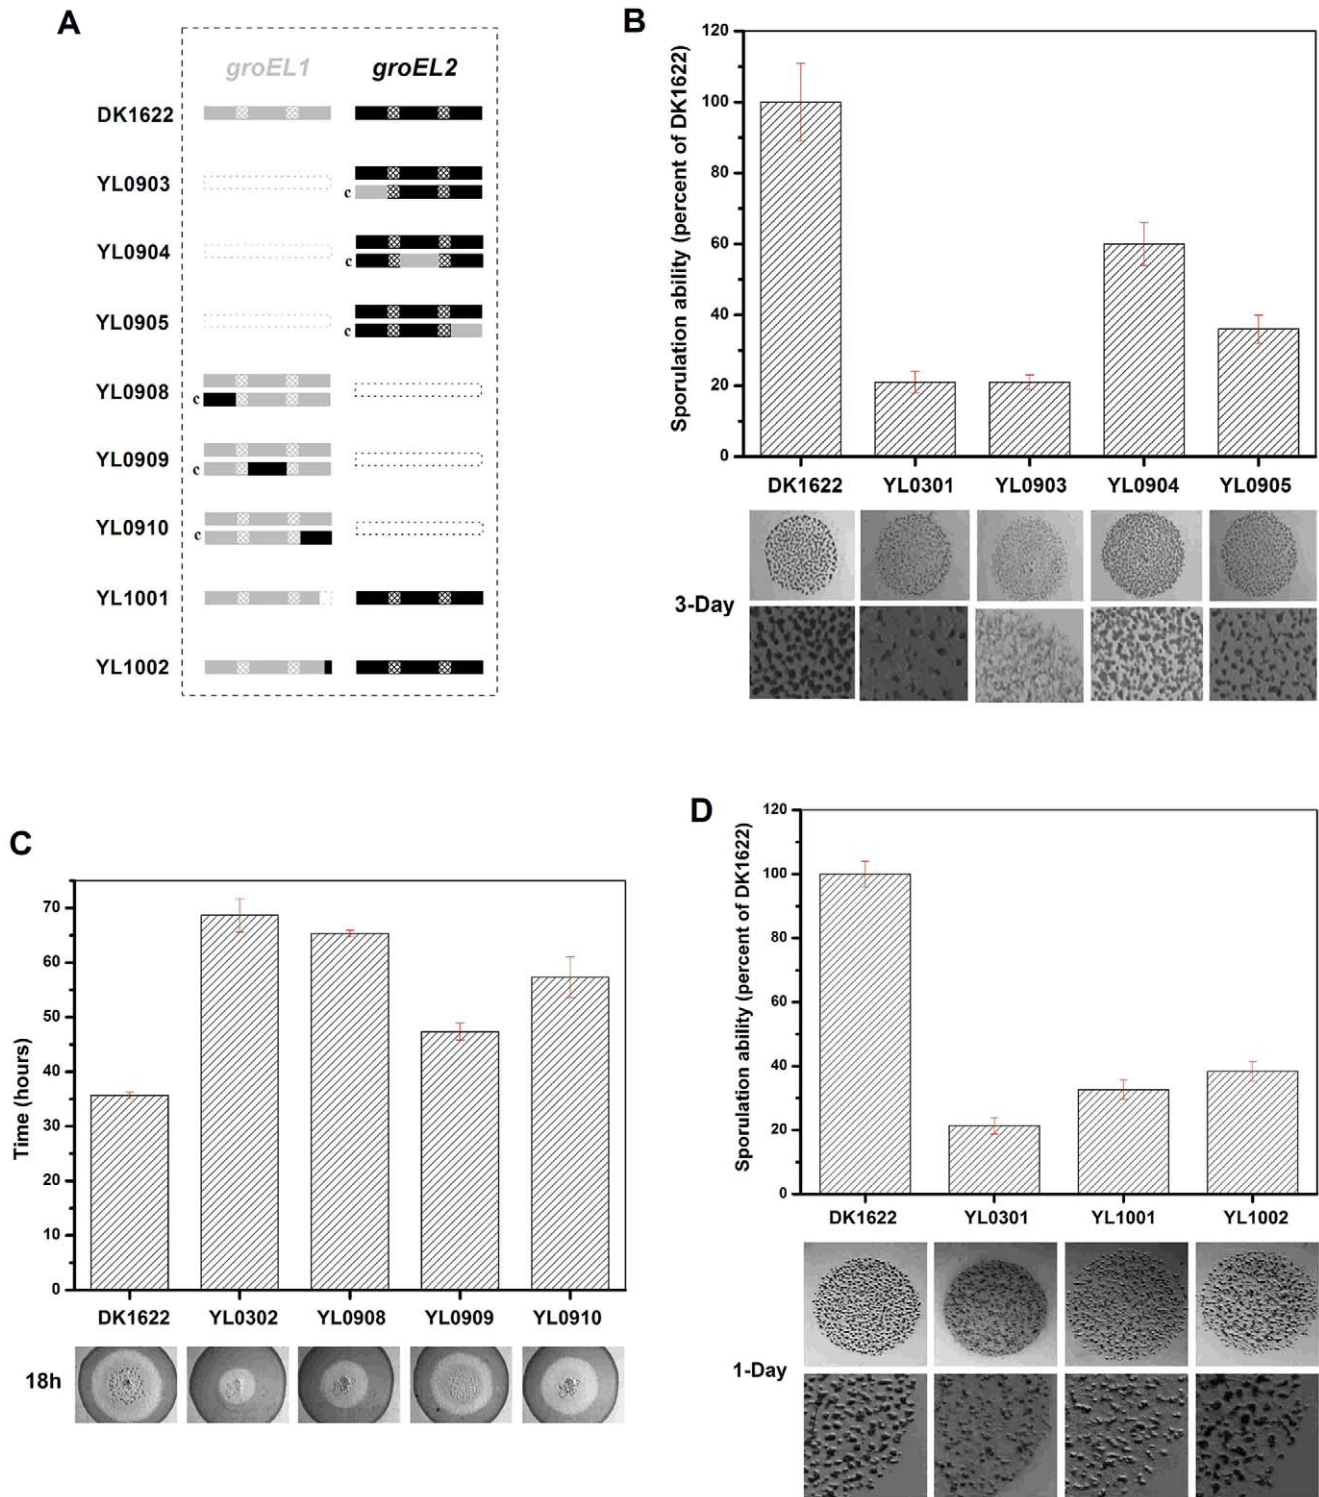 A
groEL1 groEL2
DK1622
YL0903
c
YL0904
c
YL0905
c
YL0908
c
YL0909
c
YL0910
c
YL1001
YL1002
B
Sporulation ability (percent of DK1622)
120
100
80
60
40
20
0
DK1622 YL0301 YL0903 YL0904 YL0905
3-Day
C
Time (hours)
70
60
50
40
30
20
10
0
DK1622 YL0302 YL0908 YL0909 YL0910
18h
D
Sporulation ability (percent of DK1622)
120
100
80
60
40
20
0
DK1622 YL0301 YL1001 YL1002
1-Day